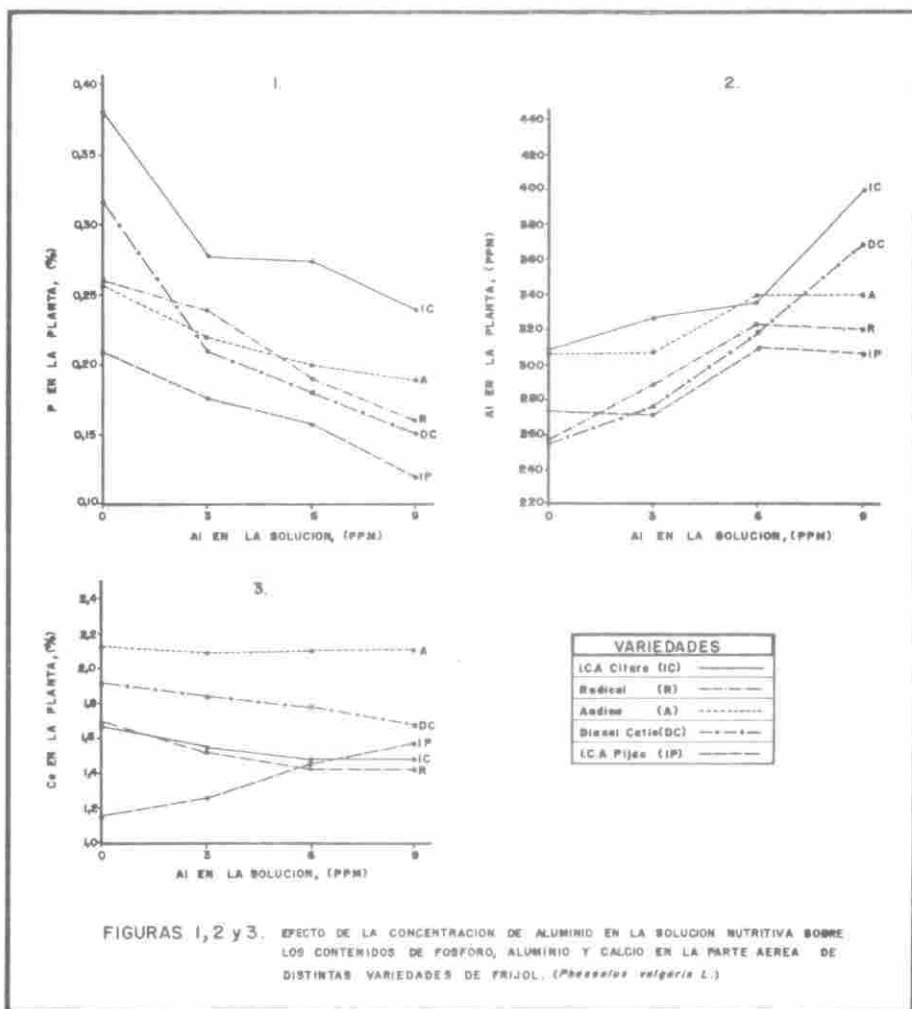 1.
0,40
0,35
0,30
0,25
0,20
0,15
0,10
P EN LA PLANTA, (%)
IC
A
R
DC
IP
0 3 6 9
Al EN LA SOLUCION, (PPM)
2.
440
420
400
380
360
340
320
300
280
260
240
220
Al EN LA PLANTA, (PPM)
IC
DC
A
R
IP
0 3 6 9
Al EN LA SOLUCION, (PPM)
3.
2,4
2,2
2,0
1,8
1,6
1,4
1,2
1,0
Ca EN LA PLANTA, (%)
A
DC
IP
IC
R
0 3 6 9
Al EN LA SOLUCION, (PPM)
VARIEDADES
I.C.A (IC)
Radical (R)
Andino (A)
Diacol (DC)
I.C.A Pijao (IP)
FIGURAS 1, 2 y 3. EFECTO DE LA CONCENTRACION DE ALUMINIO EN LA SOLUCION NUTRITIVA SOBRE
LOS CONTENIDOS DE FOSFORO, ALUMINIO Y CALCIO EN LA PARTE AEREA DE
DISTINTAS VARIEDADES DE FRIJOL. (Phaseolus vulgaris L.)